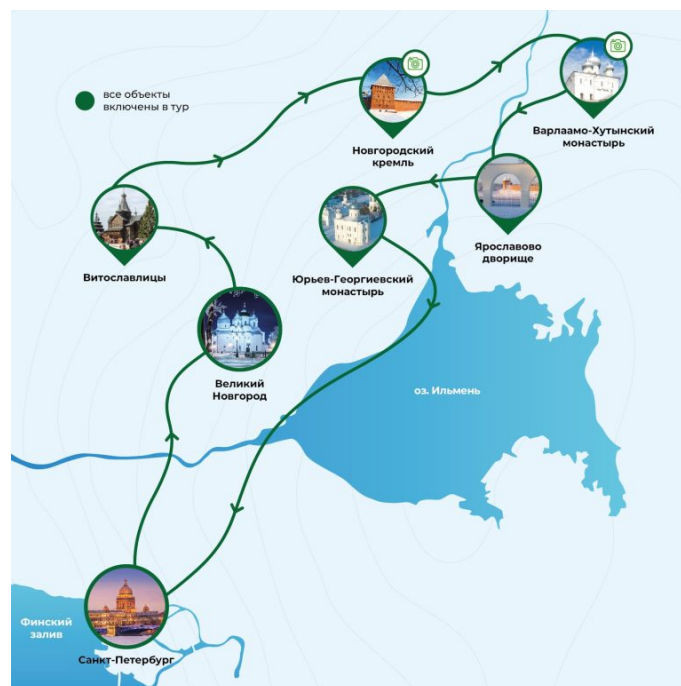 все объекты
включены в тур
Новгородский
кремль
Варлаамо-Хутынский
монастырь
Ярославово
дворище
Витославлицы
Юрьев-Георгиевский
монастырь
Великий
Новгород
оз. Ильмень
Финский
залив
Санкт-Петербург